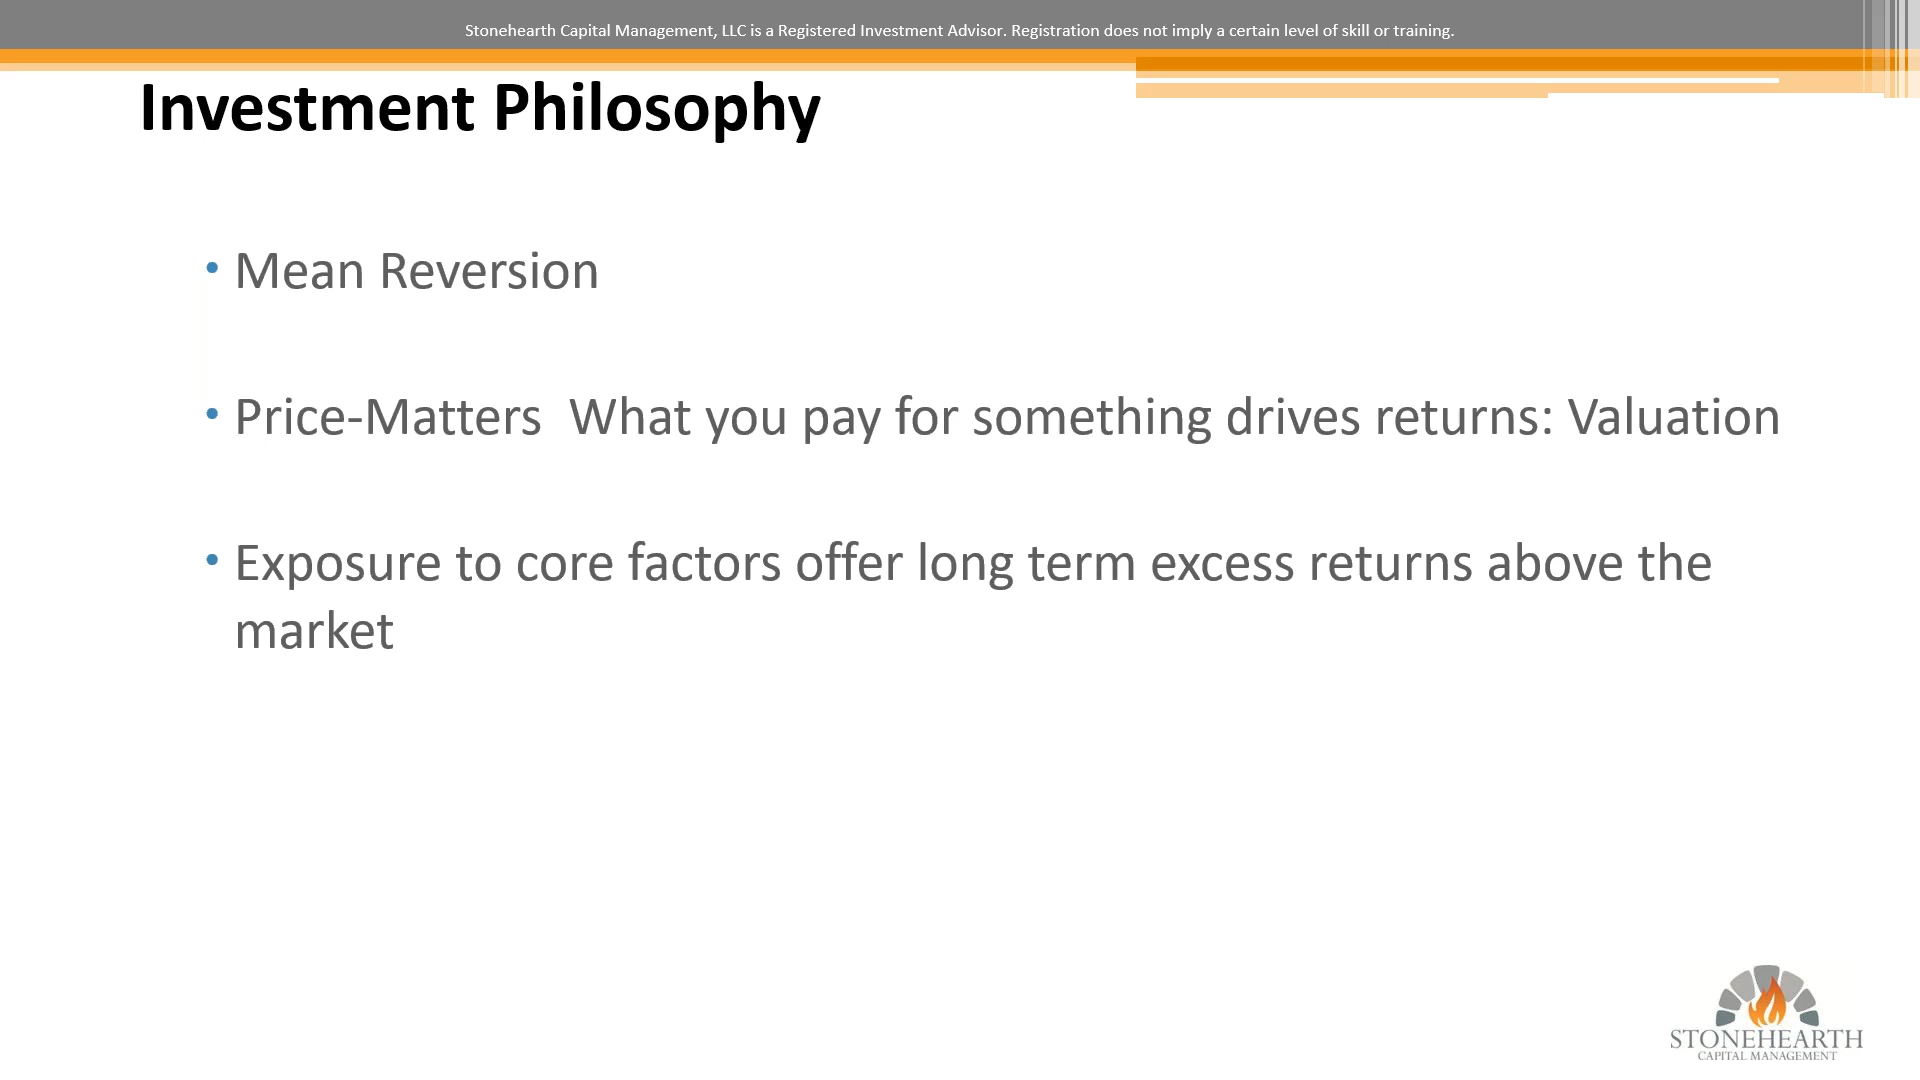 Stonehearth Capital Management, LLC is a Registered Investment Advisor. Registration does not imply a certain level of skill or training.
Investment Philosophy
• Mean Reversion
• Price-Matters  What you pay for something drives returns: Valuation
• Exposure to core factors offer long term excess returns above the
market
STONEHEARTH
CAPITAL MANAGEMENT